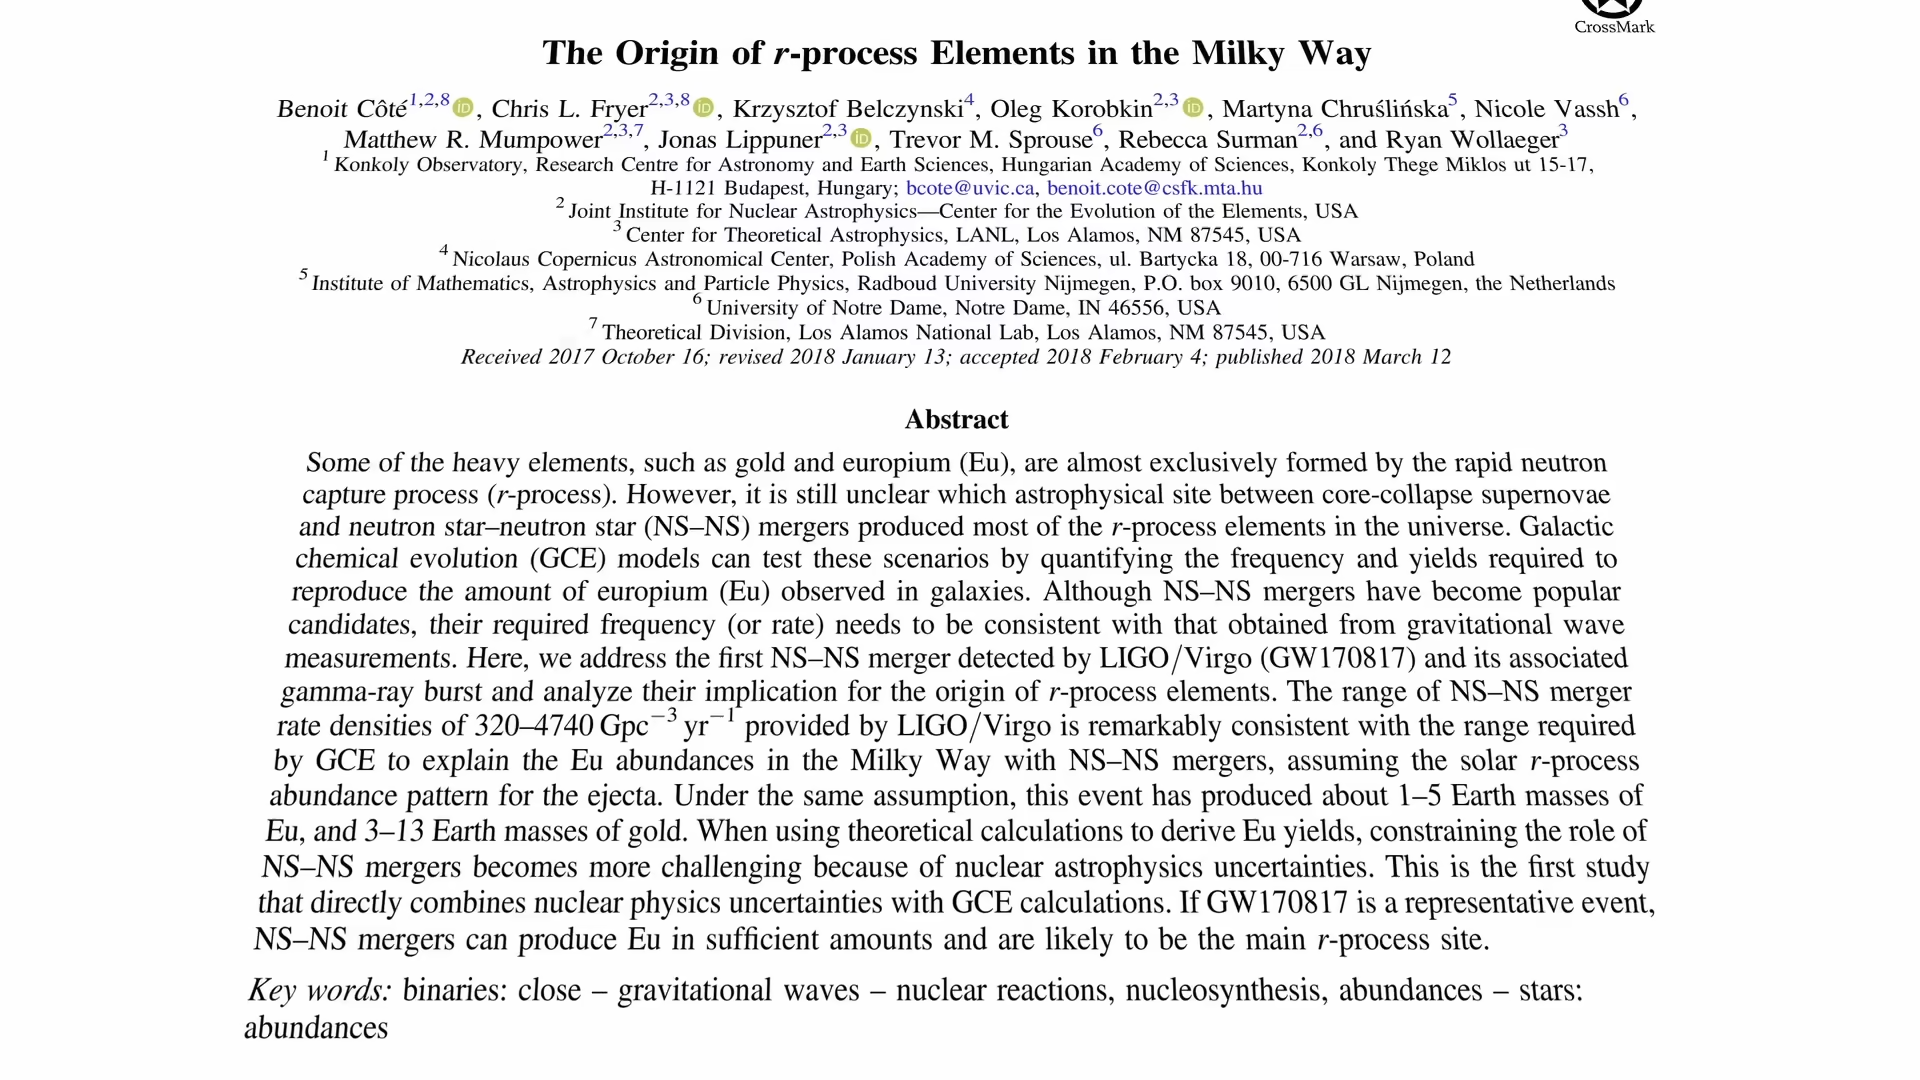 CrossMark
The Origin of r-process Elements in the Milky Way
Benoit Côté1,2,8 iD, Chris L. Fryer2,3,8 iD, Krzysztof Belczynski4, Oleg Korobkin2,3 iD, Martyna Chruślińska5, Nicole Vassh6,
Matthew R. Mumpower2,3,7, Jonas Lippuner2,3 iD, Trevor M. Sprouse6, Rebecca Surman2,6, and Ryan Wollaeger3
1 Konkoly Observatory, Research Centre for Astronomy and Earth Sciences, Hungarian Academy of Sciences, Konkoly Thege Miklos ut 15-17,
H-1121 Budapest, Hungary; bcote@uvic.ca, benoit.cote@csfk.mta.hu
2 Joint Institute for Nuclear Astrophysics—Center for the Evolution of the Elements, USA
3 Center for Theoretical Astrophysics, LANL, Los Alamos, NM 87545, USA
4 Nicolaus Copernicus Astronomical Center, Polish Academy of Sciences, ul. Bartycka 18, 00-716 Warsaw, Poland
5 Institute of Mathematics, Astrophysics and Particle Physics, Radboud University Nijmegen, P.O. box 9010, 6500 GL Nijmegen, the Netherlands
6 University of Notre Dame, Notre Dame, IN 46556, USA
7 Theoretical Division, Los Alamos National Lab, Los Alamos, NM 87545, USA
Received 2017 October 16; revised 2018 January 13; accepted 2018 February 4; published 2018 March 12
Abstract
Some of the heavy elements, such as gold and europium (Eu), are almost exclusively formed by the rapid neutron
capture process (r-process). However, it is still unclear which astrophysical site between core-collapse supernovae
and neutron star–neutron star (NS–NS) mergers produced most of the r-process elements in the universe. Galactic
chemical evolution (GCE) models can test these scenarios by quantifying the frequency and yields required to
reproduce the amount of europium (Eu) observed in galaxies. Although NS–NS mergers have become popular
candidates, their required frequency (or rate) needs to be consistent with that obtained from gravitational wave
measurements. Here, we address the first NS–NS merger detected by LIGO/Virgo (GW170817) and its associated
gamma-ray burst and analyze their implication for the origin of r-process elements. The range of NS–NS merger
rate densities of 320–4740 Gpc−3 yr−1 provided by LIGO/Virgo is remarkably consistent with the range required
by GCE to explain the Eu abundances in the Milky Way with NS–NS mergers, assuming the solar r-process
abundance pattern for the ejecta. Under the same assumption, this event has produced about 1–5 Earth masses of
Eu, and 3–13 Earth masses of gold. When using theoretical calculations to derive Eu yields, constraining the role of
NS–NS mergers becomes more challenging because of nuclear astrophysics uncertainties. This is the first study
that directly combines nuclear physics uncertainties with GCE calculations. If GW170817 is a representative event,
NS–NS mergers can produce Eu in sufficient amounts and are likely to be the main r-process site.
Key words: binaries: close – gravitational waves – nuclear reactions, nucleosynthesis, abundances – stars:
abundances